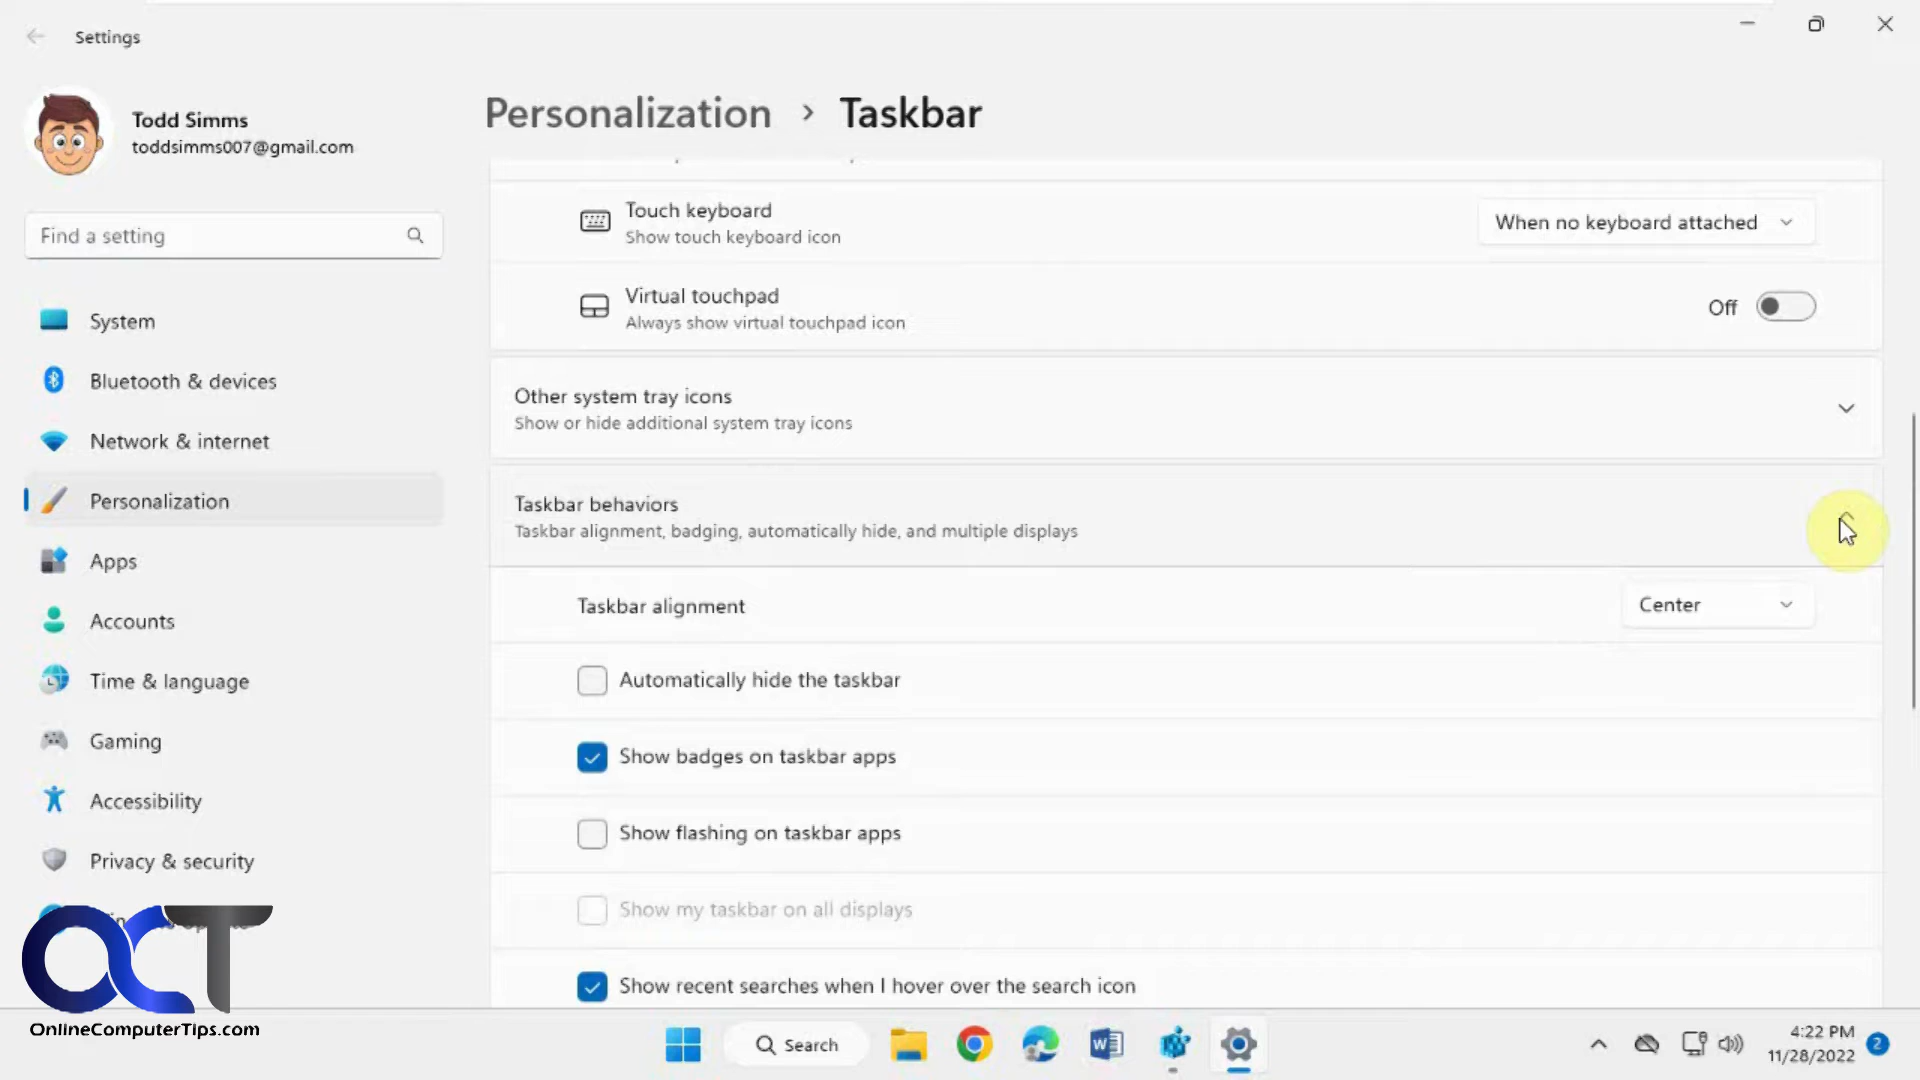 Settings
Todd Simms
toddsimms007@gmail.com
Find a setting
System
Bluetooth & devices
Network & internet
Personalization
Apps
Accounts
Time & language
Gaming
Accessibility
Privacy & security
OCT
OnlineComputerTips.com
Personalization > Taskbar
Touch keyboard
Show touch keyboard icon
When no keyboard attached
Virtual touchpad
Always show virtual touchpad icon
Off
Other system tray icons
Show or hide additional system tray icons
Taskbar behaviors
Taskbar alignment, badging, automatically hide, and multiple displays
Taskbar alignment
Center
Automatically hide the taskbar
Show badges on taskbar apps
Show flashing on taskbar apps
Show my taskbar on all displays
Show recent searches when I hover over the search icon
Search
W
4:22 PM
11/28/2022
2